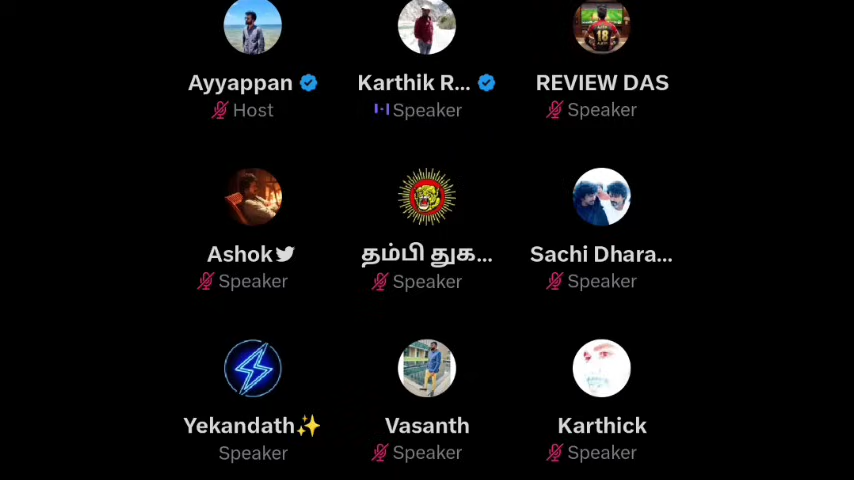 Ayyappan
Karthik R...
REVIEW DAS
Host
Speaker
Speaker
18
Ashok
தம்பி துக...
Sachi Dhara...
Speaker
Speaker
Speaker
Yekandath✨
Vasanth
Karthick
Speaker
Speaker
Speaker